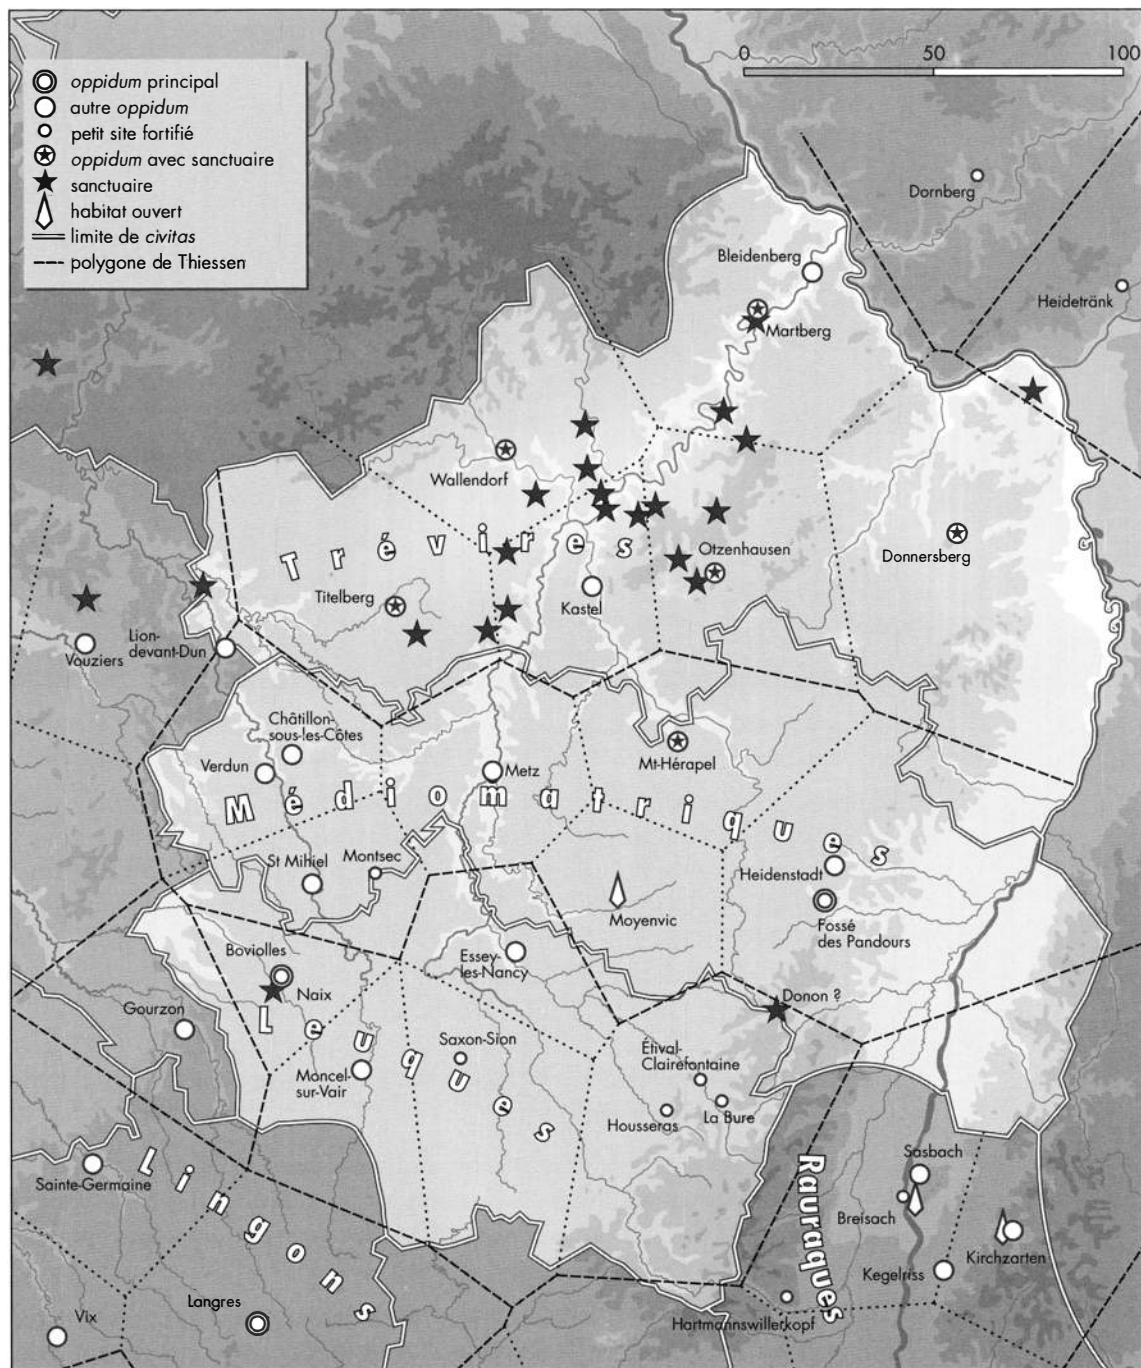 0 50 100
oppidum principal
autre oppidum
petit site fortifié
oppidum avec sanctuaire
sanctuaire
habitat ouvert
limite de civitas
polygone de Thiessen
Dornberg
Bleidenberg
Heidetränk
Martberg
Wallendorf
Trévires
Otzenhausen
Donnersberg
Titelberg
Kastel
Lion-
devant-Dun
Vouziers
Châtillon-
sous-les-Côtes
Verdun
Metz
Mt-Hérapel
Médiomatriques
St Mihiel
Montsec
Heidenstadt
Moyenvic
Fossé
des Pandours
Boviolles
Essey-
les-Nancy
Naix
Donon ?
Gourzon
Leuques
Saxon-Sion
Étival-
Clairefontaine
Moncel-
sur-Vair
Housseras
La Bure
Sainte-Germaine
Lingons
Rauraques
Sasbach
Breisach
Kirchzarten
Kegelriss
Langres
Vix
Hartmannswillerkopf